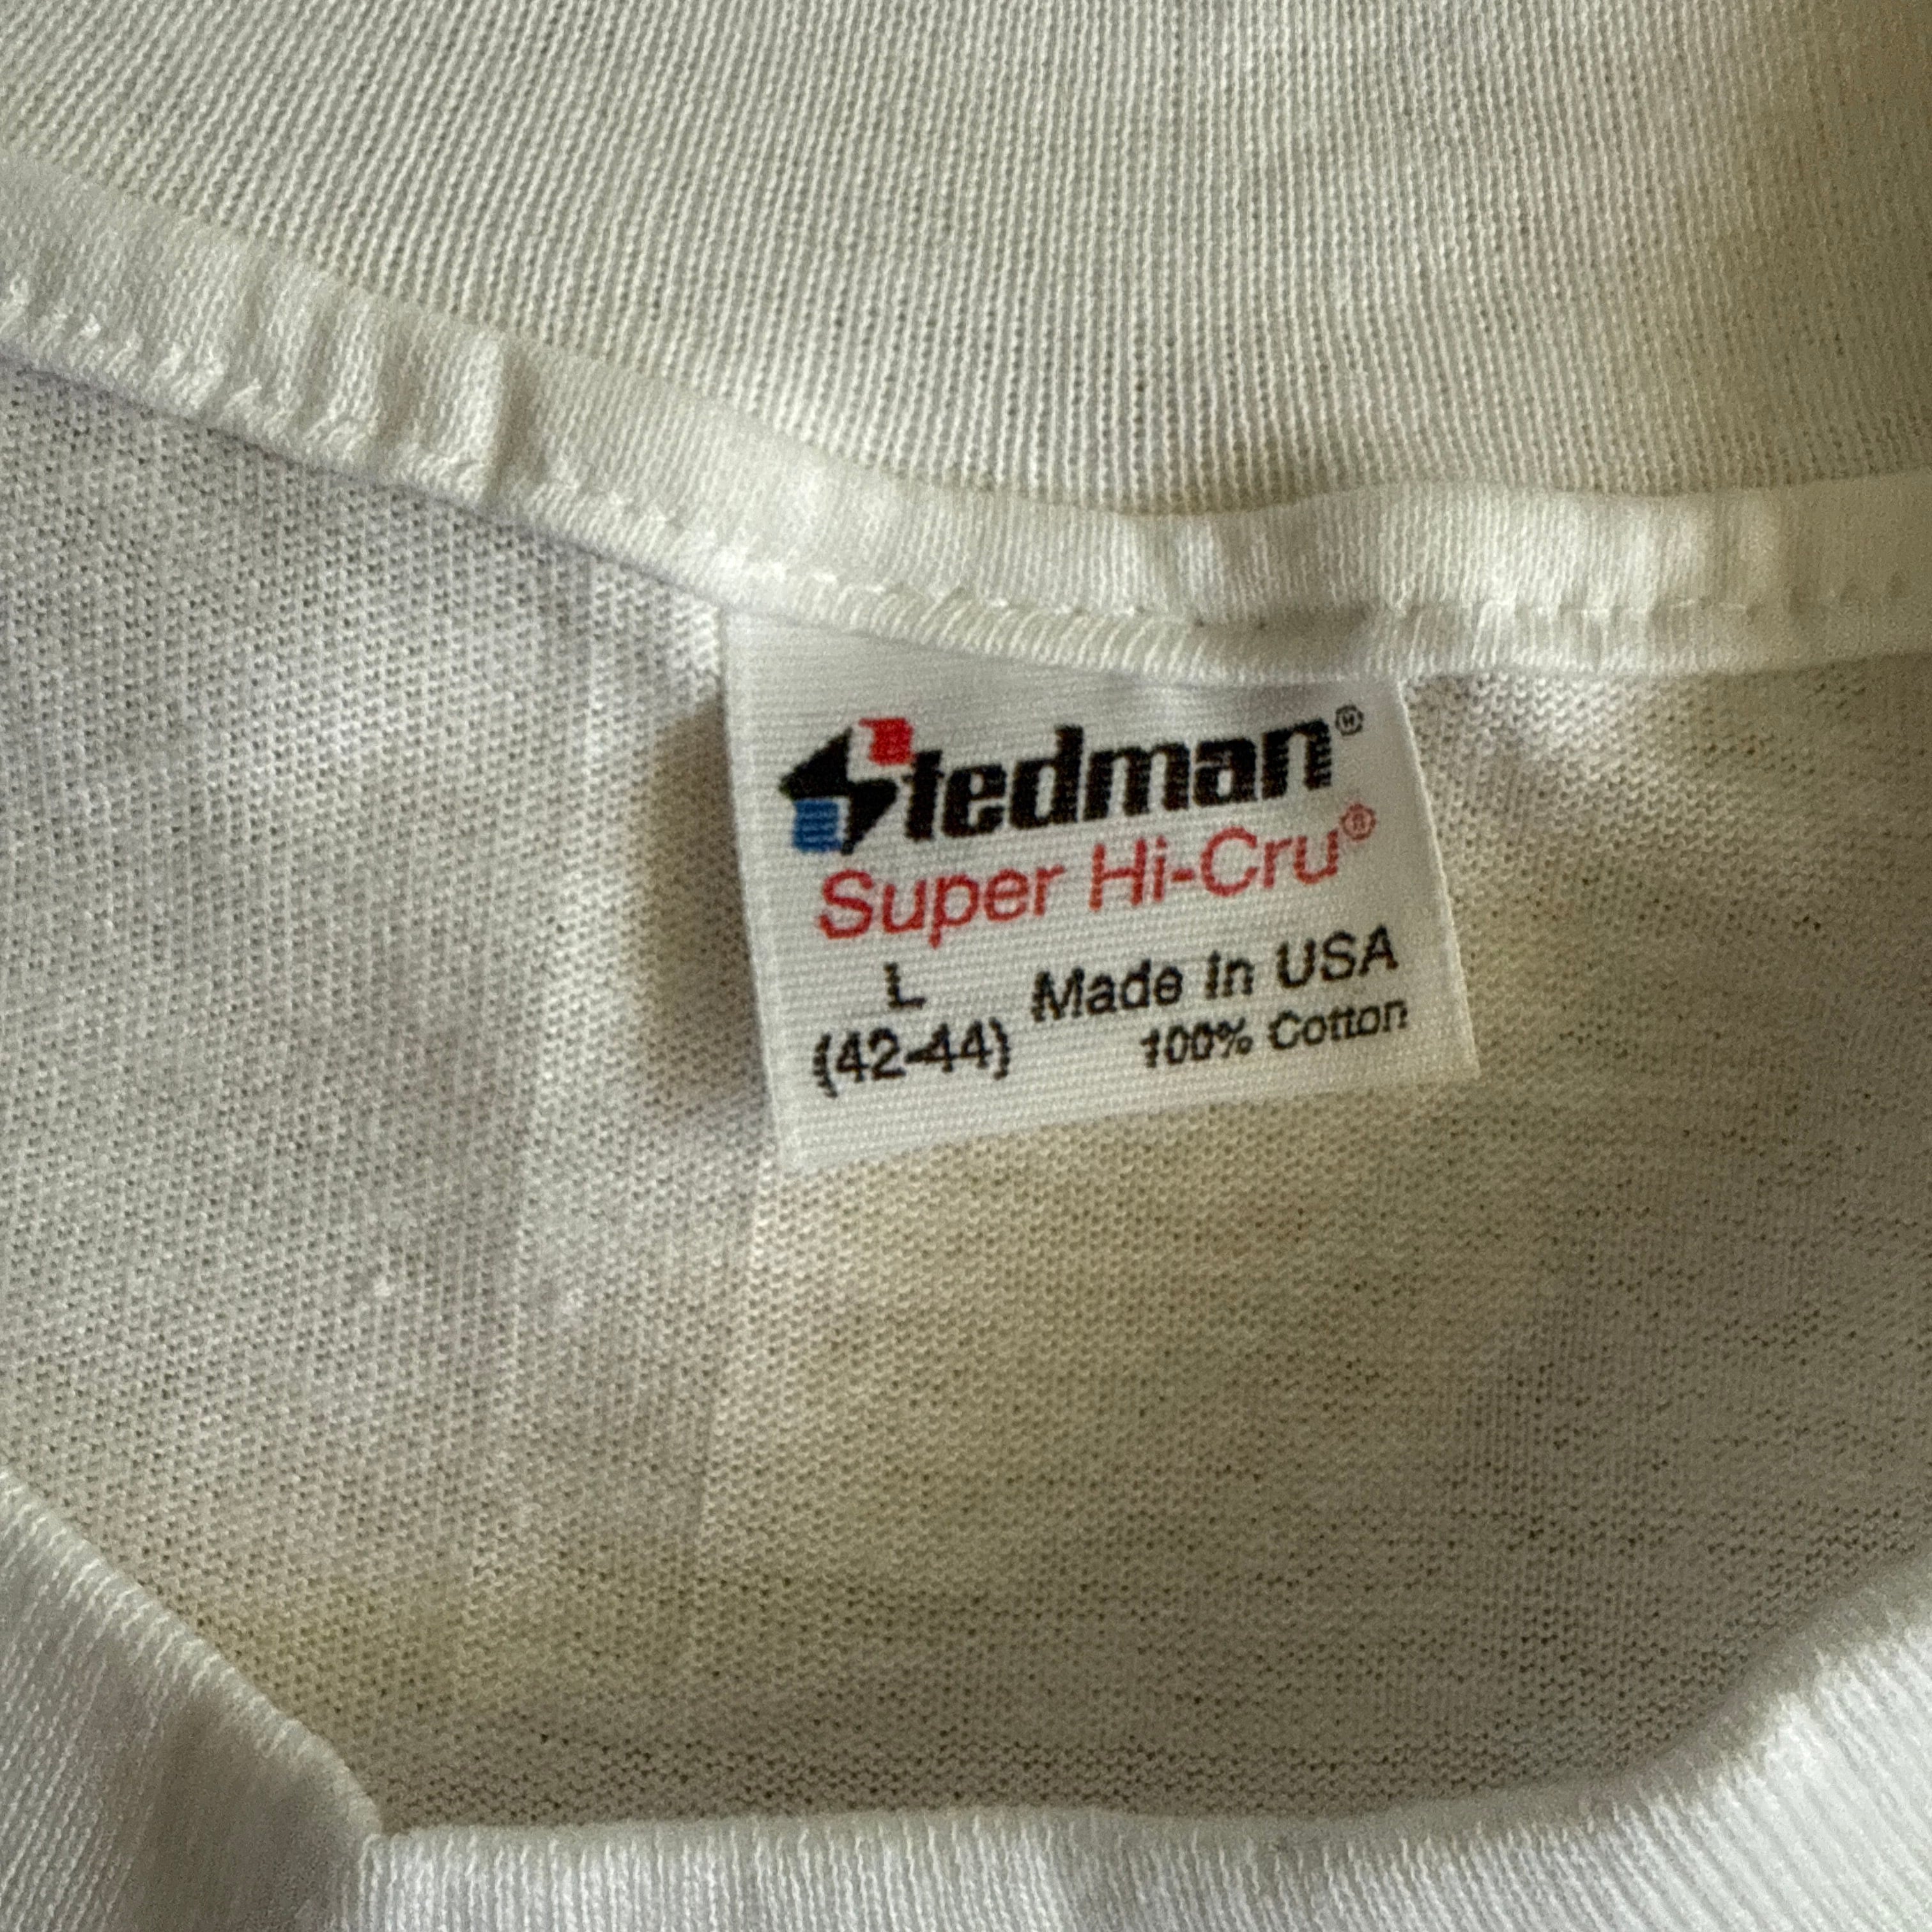 Stedman®
Super Hi-Cru®
L Made in USA
(42-44) 100% Cotton